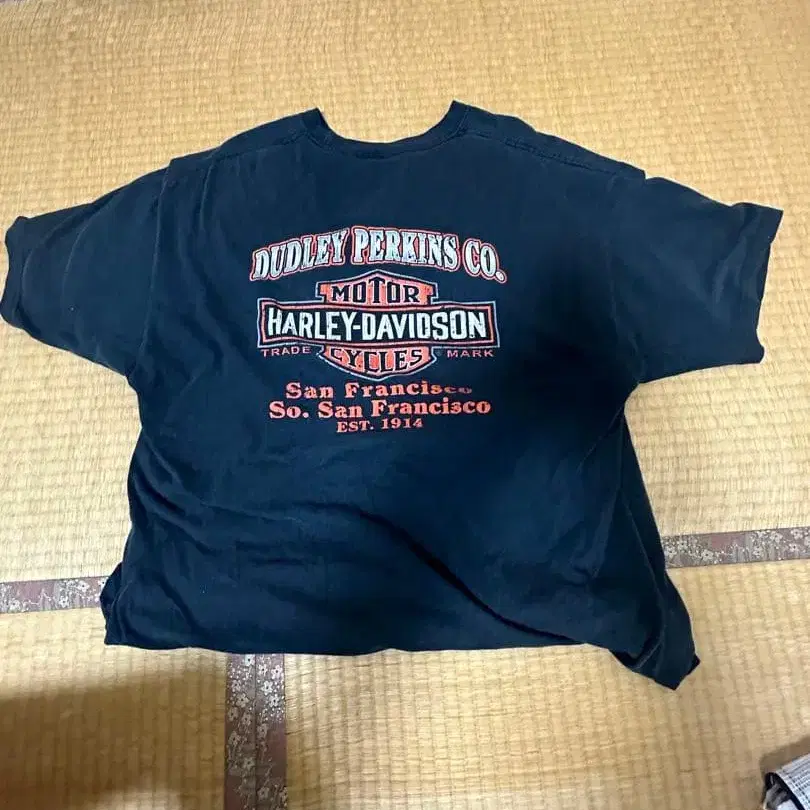 DUDLEY PERKINS CO.
MOTOR
HARLEY-DAVIDSON
TRADE CYCLES ® MARK
San Francisco
So. San Francisco
EST. 1914